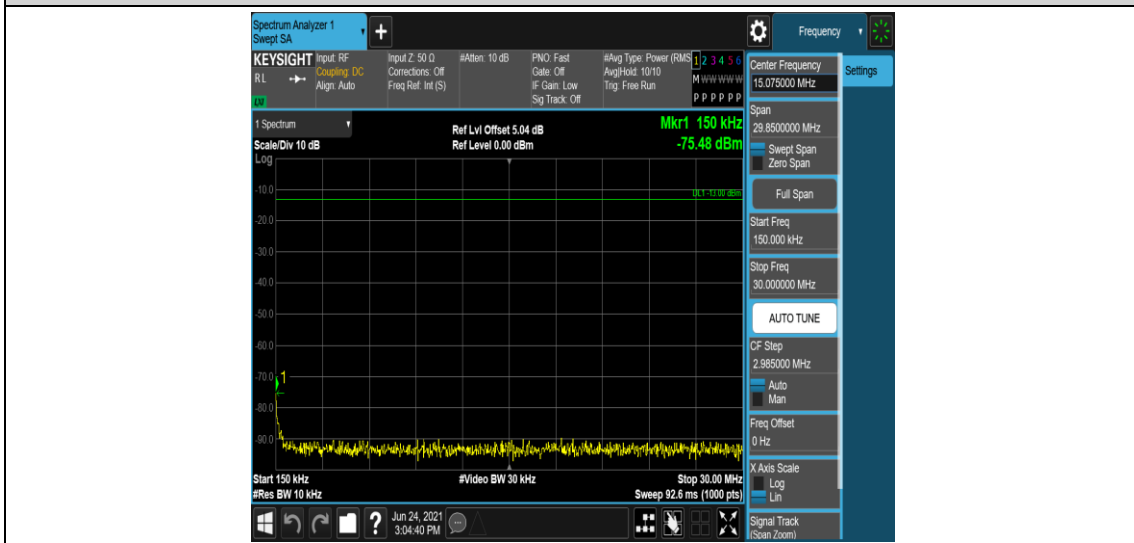 Spectrum Analyzer 1
Swept SA
+
Frequency
KEYSIGHT
RL
Input: RF
Coupling: DC
Align: Auto
Input Z: 50 Ω
Corrections: Off
Freq Ref: Int (S)
#Atten: 10 dB
PNO: Fast
Gate: Off
IF Gain: Low
Sig Track: Off
#Avg Type: Power (RMS
Avg|Hold: 10/10
Trig: Free Run
1 2 3 4 5 6
M W W W W W
P P P P P P
1 Spectrum
Scale/Div 10 dB
Log
Ref Lvl Offset 5.04 dB
Ref Level 0.00 dBm
Mkr1 150 kHz
-75.48 dBm
DL1 -13.00 dBm
-10.0
-20.0
-30.0
-40.0
-50.0
-60.0
-70.0
1
-80.0
-90.0
Start 150 kHz
#Video BW 30 kHz
Stop 30.00 MHz
#Res BW 10 kHz
Sweep 92.6 ms (1000 pts)
?
Jun 24, 2021
3:04:40 PM
Center Frequency
15.075000 MHz
Settings
Span
29.8500000 MHz
Swept Span
Zero Span
Full Span
Start Freq
150.000 kHz
Stop Freq
30.000000 MHz
AUTO TUNE
CF Step
2.985000 MHz
Auto
Man
Freq Offset
0 Hz
X Axis Scale
Log
Lin
Signal Track
(Span Zoom)